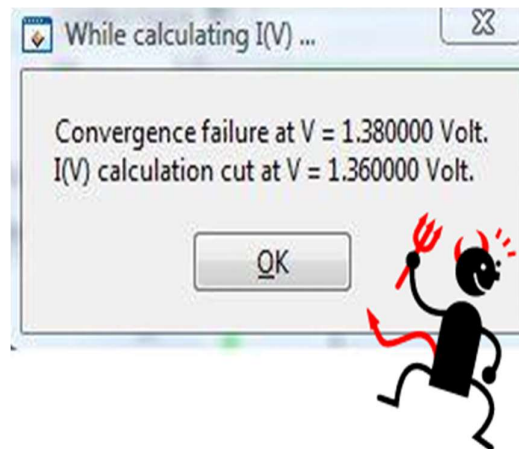 While calculating I(V) ...
Convergence failure at V = 1.380000 Volt.
I(V) calculation cut at V = 1.360000 Volt.
OK